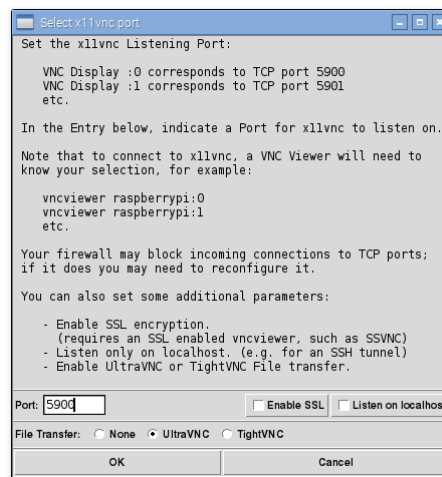 Select x11vnc port
Set the x11vnc Listening Port:
VNC Display :0 corresponds to TCP port 5900
VNC Display :1 corresponds to TCP port 5901
etc.
In the Entry below, indicate a Port for x11vnc to listen on.
Note that to connect to x11vnc, a VNC Viewer will need to
know your selection, for example:
vncviewer raspberrypi:0
vncviewer raspberrypi:1
etc.
Your firewall may block incoming connections to TCP ports;
if it does you may need to reconfigure it.
You can also set some additional parameters:
- Enable SSL encryption.
(requires an SSL enabled vncviewer, such as SSVNC)
- Listen only on localhost. (e.g. for an SSH tunnel)
- Enable UltraVNC or TightVNC File transfer.
Port: 5900 Enable SSL Listen on localhos
File Transfer: None UltraVNC TightVNC
OK Cancel